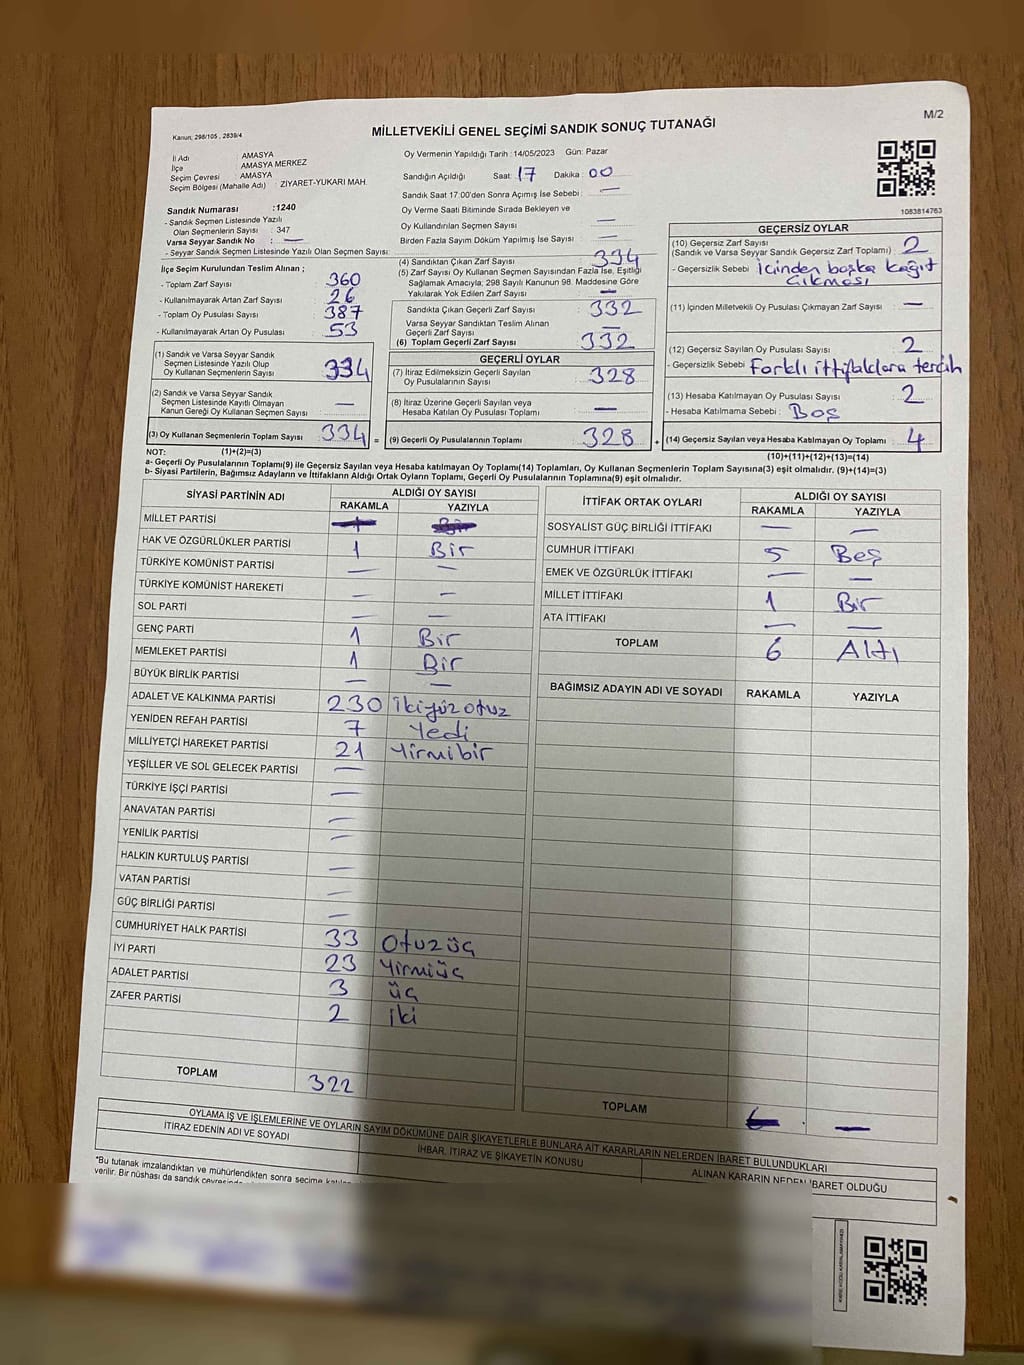 M/2
Kanun; 298/105 , 2839/4
MİLLETVEKİLİ GENEL SEÇİMİ SANDIK SONUÇ TUTANAĞI
İl Adı AMASYA
İlçe AMASYA MERKEZ
Seçim Çevresi AMASYA
Seçim Bölgesi (Mahalle Adı) : ZİYARET-YUKARI MAH.
Sandık Numarası :1240
- Sandık Seçmen Listesinde Yazılı
Olan Seçmenlerin Sayısı : 347
Varsa Seyyar Sandık No : —
- Seyyar Sandık Seçmen Listesinde Yazılı Olan Seçmen Sayısı:
Oy Vermenin Yapıldığı Tarih :14/05/2023 Gün: Pazar
Sandığın Açıldığı Saat: 17 Dakika: 00
Sandık Saat 17:00'den Sonra Açımış İse Sebebi : —
Oy Verme Saati Bitiminde Sırada Bekleyen ve
Oy Kullandırılan Seçmen Sayısı —
Birden Fazla Sayım Döküm Yapılmış İse Sayısı : —
1083814763
İlçe Seçim Kurulundan Teslim Alınan ;
- Toplam Zarf Sayısı : 360
- Kullanılmayarak Artan Zarf Sayısı : 26
- Toplam Oy Pusulası Sayısı : 387
- Kullanılmayarak Artan Oy Pusulası : 53
(1) Sandık ve Varsa Seyyar Sandık
Seçmen Listesinde Yazılı Olup
Oy Kullanan Seçmenlerin Sayısı : 334
(2) Sandık ve Varsa Seyyar Sandık
Seçmen Listesinde Kayıtlı Olmayan
Kanun Gereği Oy Kullanan Seçmen Sayısı : —
(3) Oy Kullanan Seçmenlerin Toplam Sayısı : 334 =
(4) Sandıktan Çıkan Zarf Sayısı : 334
(5) Zarf Sayısı Oy Kullanan Seçmen Sayısından Fazla İse, Eşitliği
Sağlamak Amacıyla, 298 Sayılı Kanunun 98. Maddesine Göre
Yakılarak Yok Edilen Zarf Sayısı : —
Sandıkta Çıkan Geçerli Zarf Sayısı : 332
Varsa Seyyar Sandıktan Teslim Alınan
Geçerli Zarf Sayısı : —
(6) Toplam Geçerli Zarf Sayısı : 332
GEÇERLİ OYLAR
(7) İtiraz Edilmeksizin Geçerli Sayılan
Oy Pusulalarının Sayısı : 328
(8) İtiraz Üzerine Geçerli Sayılan veya
Hesaba Katılan Oy Pusulası Toplamı : —
(9) Geçerli Oy Pusulalarının Toplamı : 328 +
GEÇERSİZ OYLAR
(10) Geçersiz Zarf Sayısı
(Sandık ve Varsa Seyyar Sandık Geçersiz Zarf Toplamı) : 2
- Geçersizlik Sebebi : İçinden başka kağıt
çıkması
(11) İçinden Milletvekili Oy Pusulası Çıkmayan Zarf Sayısı : —
(12) Geçersiz Sayılan Oy Pusulası Sayısı : 2
- Geçersizlik Sebebi : Farklı ittifaklara tercih
(13) Hesaba Katılmayan Oy Pusulası Sayısı : 2
- Hesaba Katılmama Sebebi : Boş
(14) Geçersiz Sayılan veya Hesaba Katılmayan Oy Toplamı : 4
NOT: (1)+(2)=(3)
(10)+(11)+(12)+(13)=(14)
a- Geçerli Oy Pusulalarının Toplamı(9) ile Geçersiz Sayılan veya Hesaba katılmayan Oy Toplamı(14) Toplamları, Oy Kullanan Seçmenlerin Toplam Sayısına(3) eşit olmalıdır. (9)+(14)=(3)
b- Siyasi Partilerin, Bağımsız Adayların ve İttifakların Aldığı Ortak Oyların Toplamı, Geçerli Oy Pusulalarının Toplamına(9) eşit olmalıdır.
SİYASİ PARTİNİN ADI ALDIĞI OY SAYISI
RAKAMLA YAZIYLA
MİLLET PARTİSİ
HAK VE ÖZGÜRLÜKLER PARTİSİ 1 Bir
TÜRKİYE KOMÜNİST PARTİSİ — —
TÜRKİYE KOMÜNİST HAREKETİ — —
SOL PARTİ — —
GENÇ PARTİ 1 Bir
MEMLEKET PARTİSİ 1 Bir
BÜYÜK BİRLİK PARTİSİ — —
ADALET VE KALKINMA PARTİSİ 230 ikiyüz otuz
YENİDEN REFAH PARTİSİ 7 Yedi
MİLLİYETÇİ HAREKET PARTİSİ 21 Yirmibir
YEŞİLLER VE SOL GELECEK PARTİSİ —
TÜRKİYE İŞÇİ PARTİSİ —
ANAVATAN PARTİSİ —
YENİLİK PARTİSİ —
HALKIN KURTULUŞ PARTİSİ —
VATAN PARTİSİ —
GÜÇ BİRLİĞİ PARTİSİ —
CUMHURİYET HALK PARTİSİ 33 Otuzüç
İYİ PARTİ 23 Yirmiüç
ADALET PARTİSİ 3 üç
ZAFER PARTİSİ 2 iki
TOPLAM 322
İTTİFAK ORTAK OYLARI ALDIĞI OY SAYISI
RAKAMLA YAZIYLA
SOSYALİST GÜÇ BİRLİĞİ İTTİFAKI — —
CUMHUR İTTİFAKI 5 Beş
EMEK VE ÖZGÜRLÜK İTTİFAKI — —
MİLLET İTTİFAKI 1 Bir
ATA İTTİFAKI — —
TOPLAM 6 Altı
BAĞIMSIZ ADAYIN ADI VE SOYADI RAKAMLA YAZIYLA
TOPLAM —
OYLAMA İŞ VE İŞLEMLERİNE VE OYLARIN SAYIM DÖKÜMÜNE DAİR ŞİKAYETLERLE BUNLARA AİT KARARLARIN NELERDEN İBARET BULUNDUKLARI
İTİRAZ EDENİN ADI VE SOYADI
İHBAR, İTİRAZ VE ŞİKAYETİN KONUSU
ALINAN KARARIN NEDEN İBARET OLDUĞU
*Bu tutanak imzalandıktan ve mühürlendikten sonra seçime
verilir. Bir nüshası da sandık çevresinde